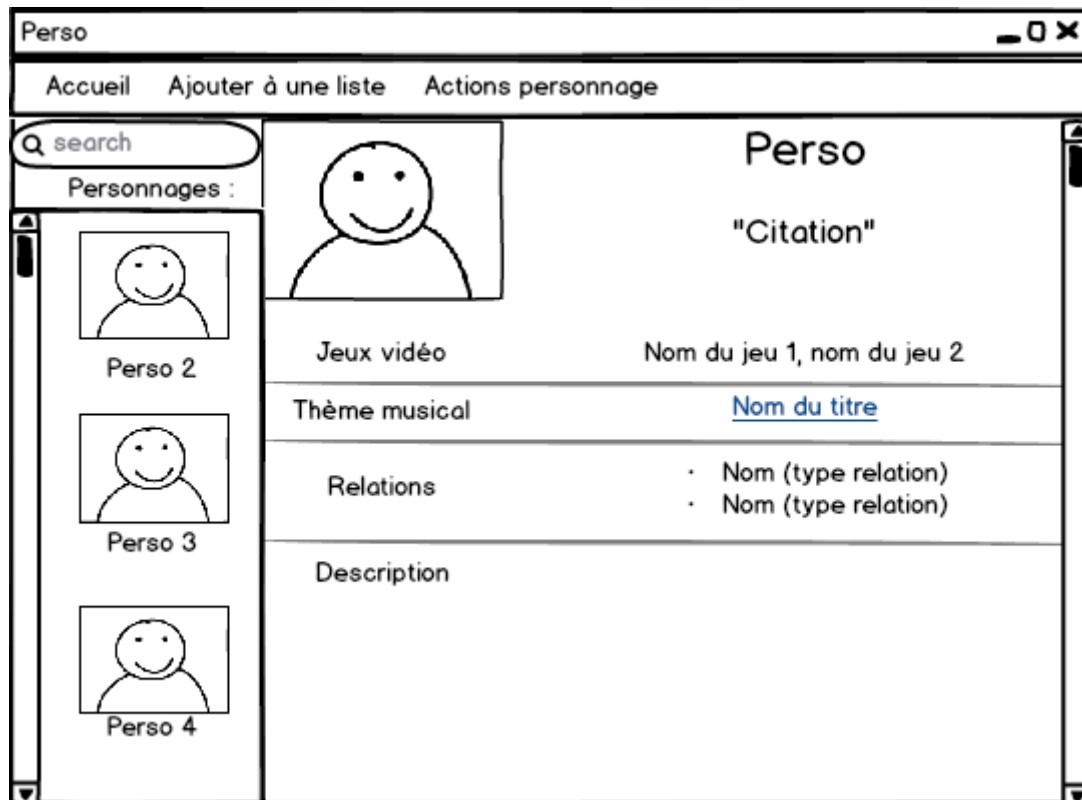 Perso
Accueil Ajouter à une liste Actions personnage
search
Personnages :
Perso 2
Perso 3
Perso 4
Perso
"Citation"
Jeux vidéo Nom du jeu 1, nom du jeu 2
Thème musical Nom du titre
Relations
· Nom (type relation)
· Nom (type relation)
Description